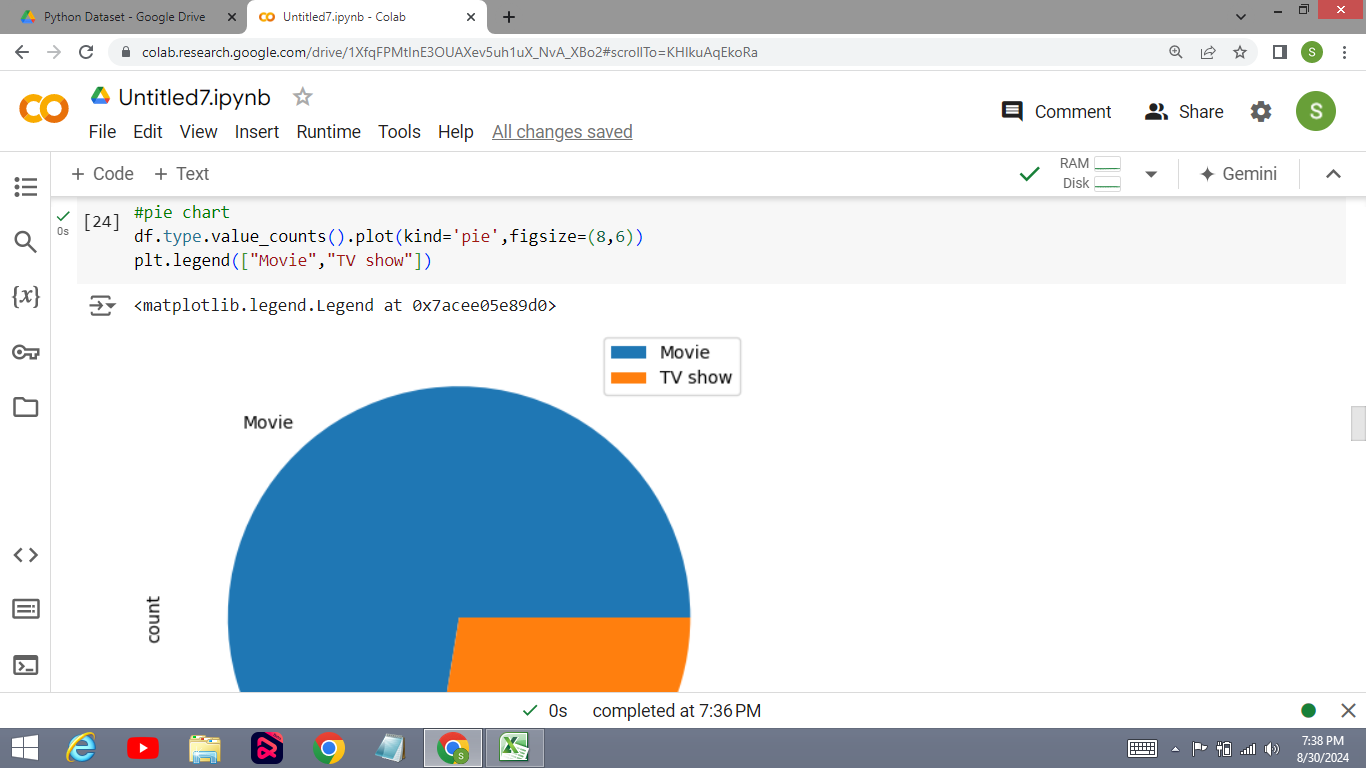 Python Dataset - Google Drive
Untitled7.ipynb - Colab
colab.research.google.com/drive/1XfqFPMtInE3OUAXev5uh1uX_NvA_XBo2#scrollTo=KHlkuAqEkoRa
S
Untitled7.ipynb
Comment
Share
S
File Edit View Insert Runtime Tools Help All changes saved
+ Code + Text
RAM
Disk
Gemini
0s
[24]
#pie chart
df.type.value_counts().plot(kind='pie',figsize=(8,6))
plt.legend(["Movie","TV show"])
{x}
<matplotlib.legend.Legend at 0x7acee05e89d0>
Movie
TV show
Movie
count
0s completed at 7:36 PM
7:38 PM
8/30/2024